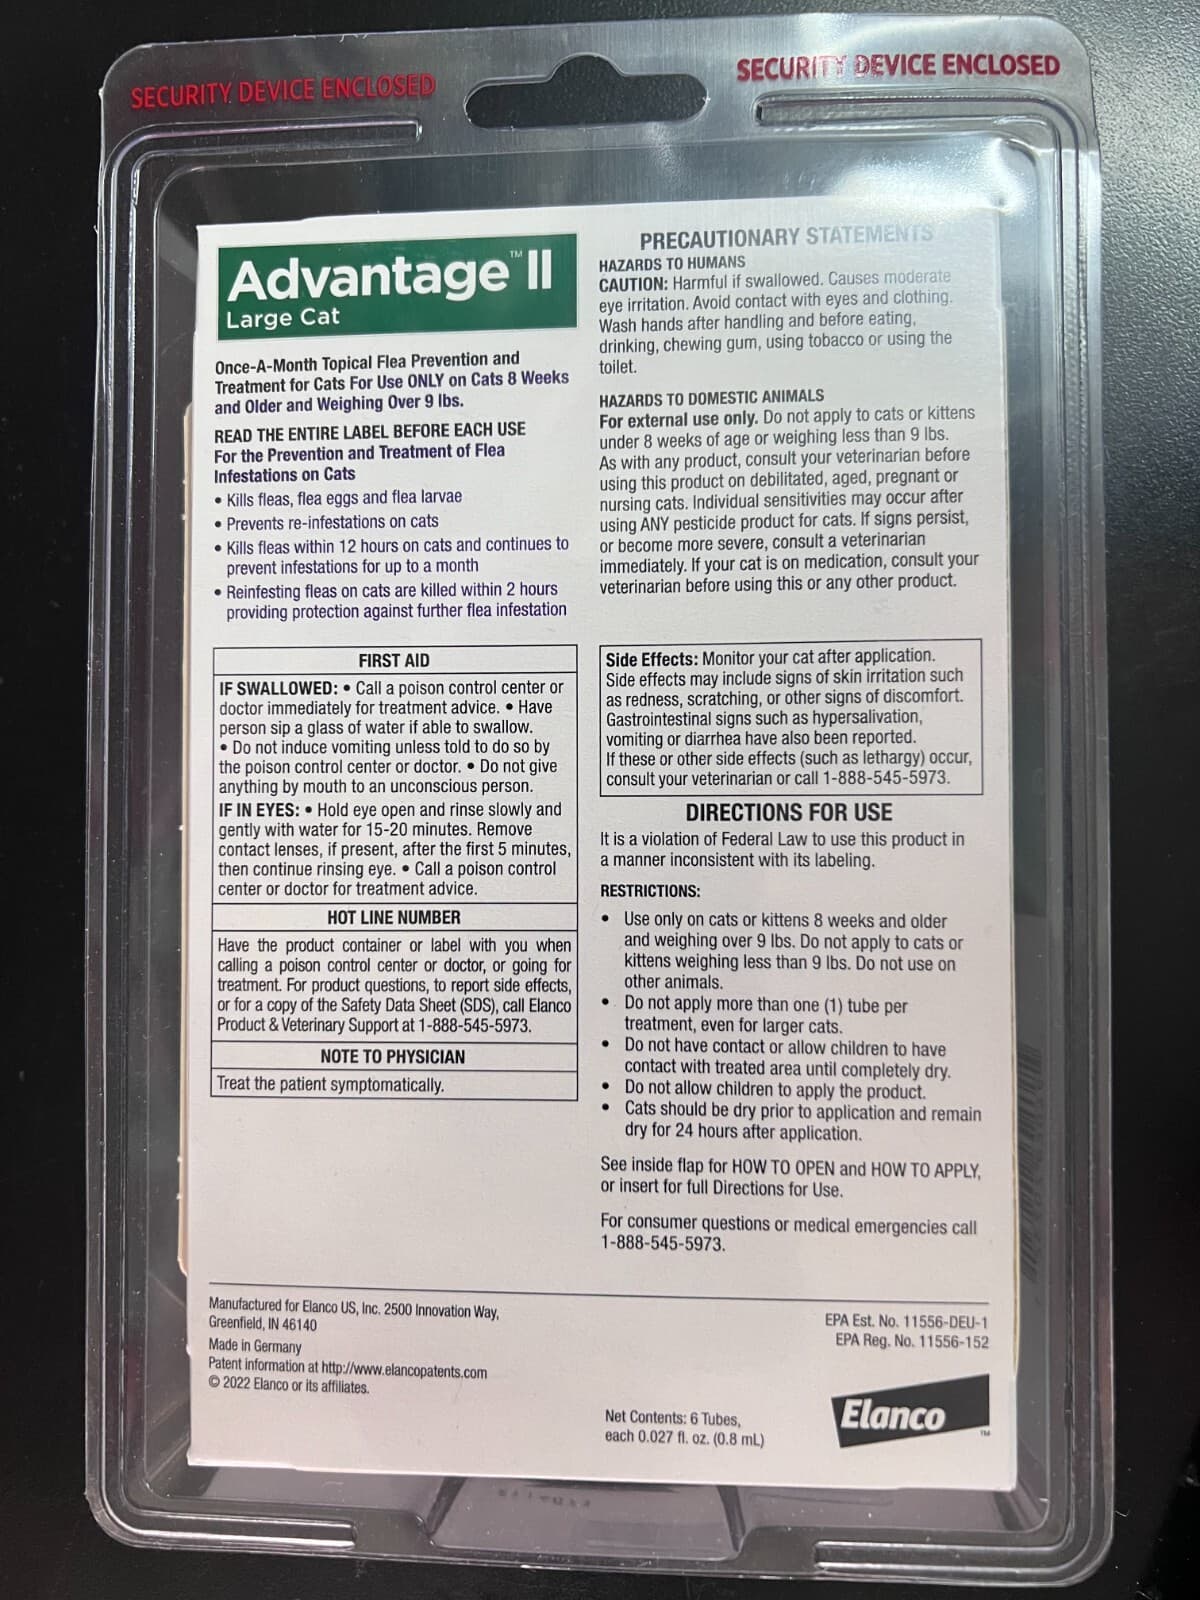 SECURITY DEVICE ENCLOSED
SECURITY DEVICE ENCLOSED
Advantage™ II
Large Cat
Once-A-Month Topical Flea Prevention and
Treatment for Cats For Use ONLY on Cats 8 Weeks
and Older and Weighing Over 9 lbs.
READ THE ENTIRE LABEL BEFORE EACH USE
For the Prevention and Treatment of Flea
Infestations on Cats
• Kills fleas, flea eggs and flea larvae
• Prevents re-infestations on cats
• Kills fleas within 12 hours on cats and continues to
prevent infestations for up to a month
• Reinfesting fleas on cats are killed within 2 hours
providing protection against further flea infestation
FIRST AID
IF SWALLOWED: • Call a poison control center or
doctor immediately for treatment advice. • Have
person sip a glass of water if able to swallow.
• Do not induce vomiting unless told to do so by
the poison control center or doctor. • Do not give
anything by mouth to an unconscious person.
IF IN EYES: • Hold eye open and rinse slowly and
gently with water for 15-20 minutes. Remove
contact lenses, if present, after the first 5 minutes,
then continue rinsing eye. • Call a poison control
center or doctor for treatment advice.
HOT LINE NUMBER
Have the product container or label with you when
calling a poison control center or doctor, or going for
treatment. For product questions, to report side effects,
or for a copy of the Safety Data Sheet (SDS), call Elanco
Product & Veterinary Support at 1-888-545-5973.
NOTE TO PHYSICIAN
Treat the patient symptomatically.
PRECAUTIONARY STATEMENTS
HAZARDS TO HUMANS
CAUTION: Harmful if swallowed. Causes moderate
eye irritation. Avoid contact with eyes and clothing.
Wash hands after handling and before eating,
drinking, chewing gum, using tobacco or using the
toilet.
HAZARDS TO DOMESTIC ANIMALS
For external use only. Do not apply to cats or kittens
under 8 weeks of age or weighing less than 9 lbs.
As with any product, consult your veterinarian before
using this product on debilitated, aged, pregnant or
nursing cats. Individual sensitivities may occur after
using ANY pesticide product for cats. If signs persist,
or become more severe, consult a veterinarian
immediately. If your cat is on medication, consult your
veterinarian before using this or any other product.
Side Effects: Monitor your cat after application.
Side effects may include signs of skin irritation such
as redness, scratching, or other signs of discomfort.
Gastrointestinal signs such as hypersalivation,
vomiting or diarrhea have also been reported.
If these or other side effects (such as lethargy) occur,
consult your veterinarian or call 1-888-545-5973.
DIRECTIONS FOR USE
It is a violation of Federal Law to use this product in
a manner inconsistent with its labeling.
RESTRICTIONS:
• Use only on cats or kittens 8 weeks and older
and weighing over 9 lbs. Do not apply to cats or
kittens weighing less than 9 lbs. Do not use on
other animals.
• Do not apply more than one (1) tube per
treatment, even for larger cats.
• Do not have contact or allow children to have
contact with treated area until completely dry.
• Do not allow children to apply the product.
• Cats should be dry prior to application and remain
dry for 24 hours after application.
See inside flap for HOW TO OPEN and HOW TO APPLY,
or insert for full Directions for Use.
For consumer questions or medical emergencies call
1-888-545-5973.
Manufactured for Elanco US, Inc. 2500 Innovation Way,
Greenfield, IN 46140
Made in Germany
Patent information at http://www.elancopatents.com
© 2022 Elanco or its affiliates.
EPA Est. No. 11556-DEU-1
EPA Reg. No. 11556-152
Net Contents: 6 Tubes,
each 0.027 fl. oz. (0.8 mL)
Elanco™